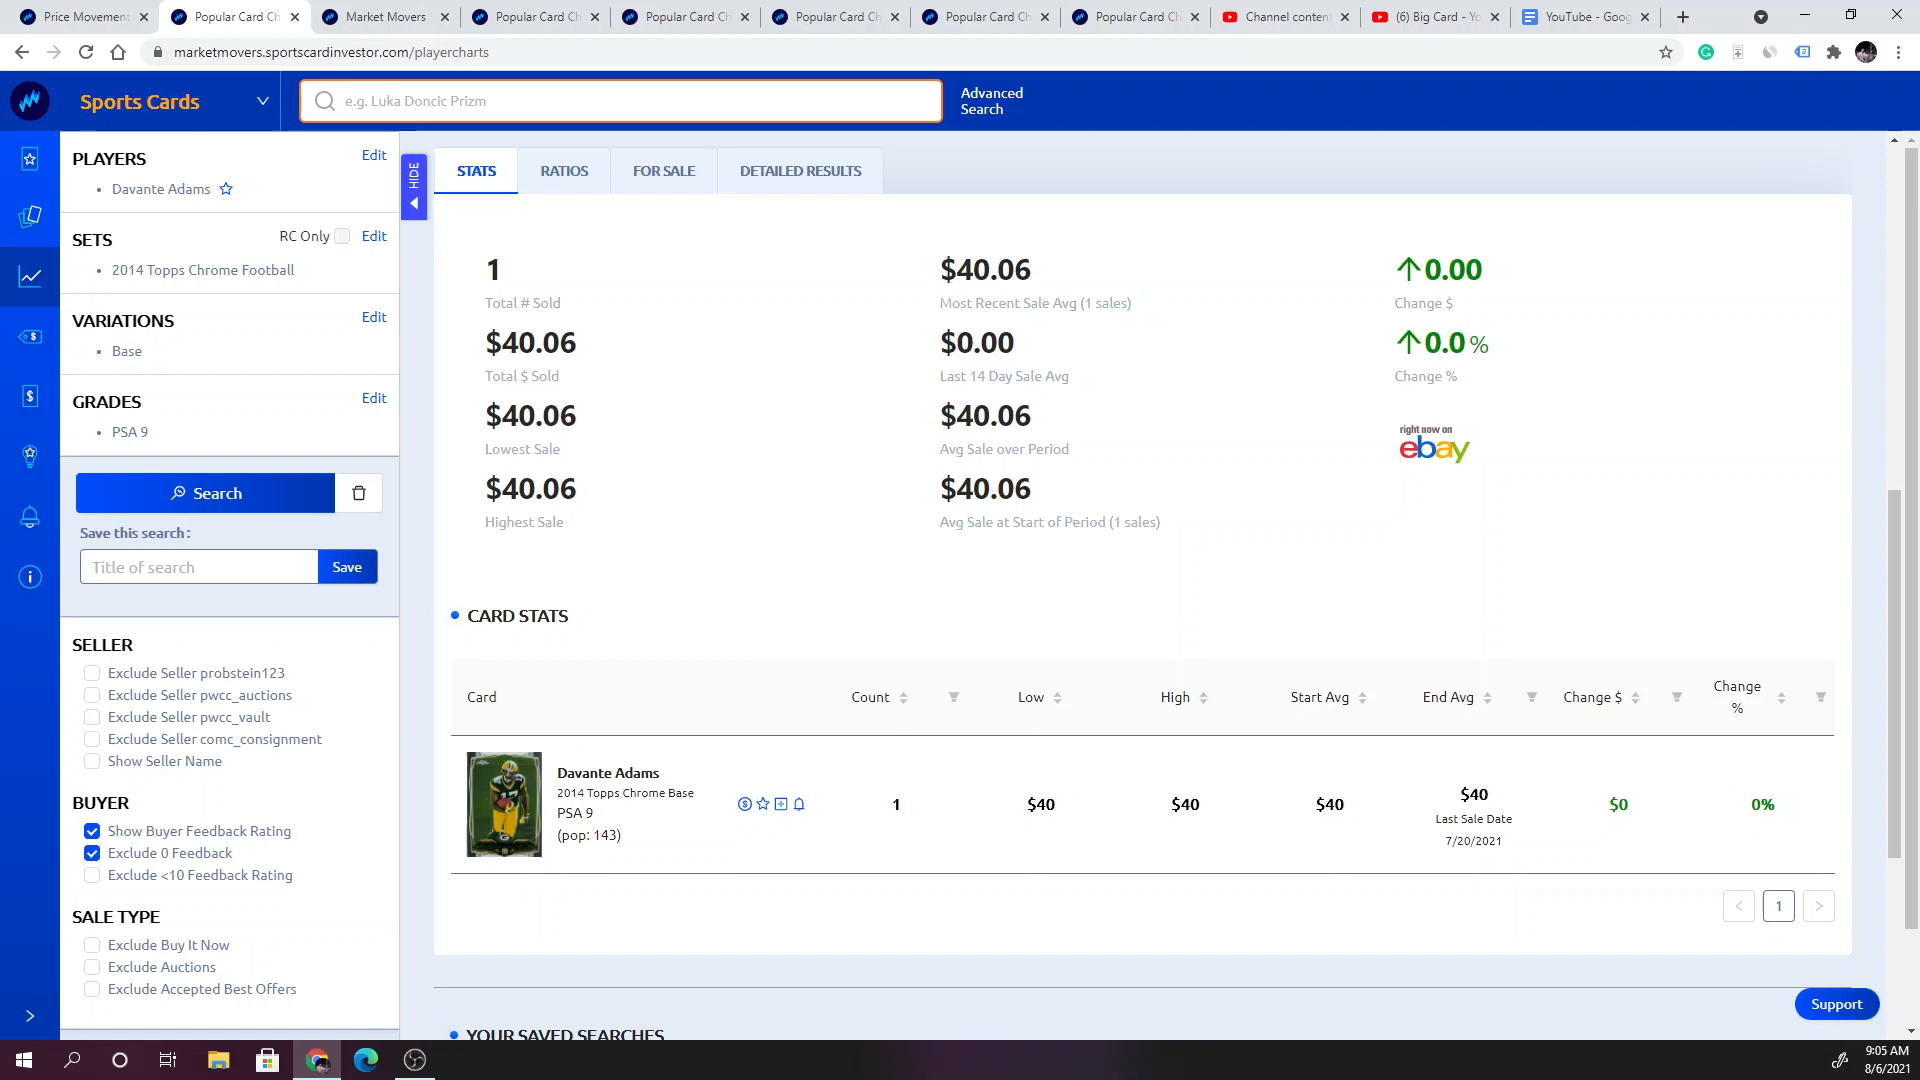 Price Movement
Popular Card Ch
Market Movers
Popular Card Ch
Popular Card Ch
Popular Card Ch
Popular Card Ch
Popular Card Ch
Channel content
(6) Big Card - Yo
YouTube - Goog
marketmovers.sportscardinvestor.com/playercharts
Sports Cards
e.g. Luka Doncic Prizm
Advanced
Search
PLAYERS
Edit
Davante Adams
SETS
RC Only
Edit
2014 Topps Chrome Football
VARIATIONS
Edit
Base
GRADES
Edit
PSA 9
Search
Save this search:
Title of search
Save
SELLER
Exclude Seller probstein123
Exclude Seller pwcc_auctions
Exclude Seller pwcc_vault
Exclude Seller comc_consignment
Show Seller Name
BUYER
Show Buyer Feedback Rating
Exclude 0 Feedback
Exclude <10 Feedback Rating
SALE TYPE
Exclude Buy It Now
Exclude Auctions
Exclude Accepted Best Offers
HIDE
STATS
RATIOS
FOR SALE
DETAILED RESULTS
1
Total # Sold
$40.06
Total $ Sold
$40.06
Lowest Sale
$40.06
Highest Sale
$40.06
Most Recent Sale Avg (1 sales)
$0.00
Last 14 Day Sale Avg
$40.06
Avg Sale over Period
$40.06
Avg Sale at Start of Period (1 sales)
↑0.00
Change $
↑0.0 %
Change %
right now on
ebay
CARD STATS
Card
Count
Low
High
Start Avg
End Avg
Change $
Change
%
Davante Adams
2014 Topps Chrome Base
PSA 9
(pop: 143)
1
$40
$40
$40
$40
Last Sale Date
7/20/2021
$0
0%
< 1 >
YOUR SAVED SEARCHES
Support
9:05 AM
8/6/2021